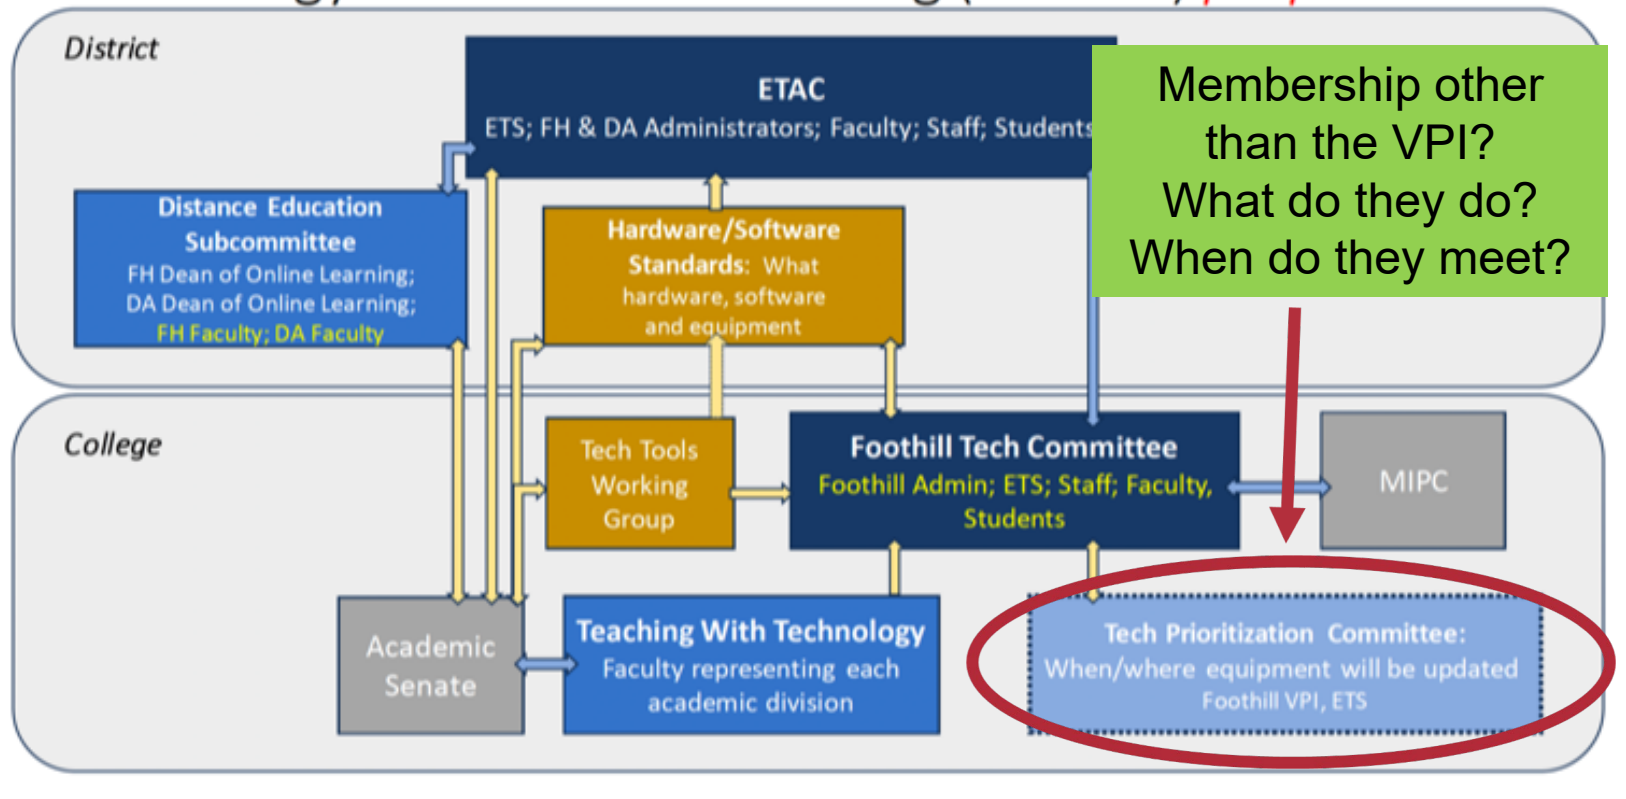 District
ETAC
ETS; FH & DA Administrators; Faculty; Staff; Students
Membership other
than the VPI?
What do they do?
When do they meet?
Distance Education
Subcommittee
FH Dean of Online Learning;
DA Dean of Online Learning;
FH Faculty; DA Faculty
Hardware/Software
Standards: What
hardware, software
and equipment
College
Tech Tools
Working
Group
Foothill Tech Committee
Foothill Admin; ETS; Staff; Faculty,
Students
MIPC
Academic
Senate
Teaching With Technology
Faculty representing each
academic division
Tech Prioritization Committee:
When/where equipment will be updated
Foothill VPI, ETS